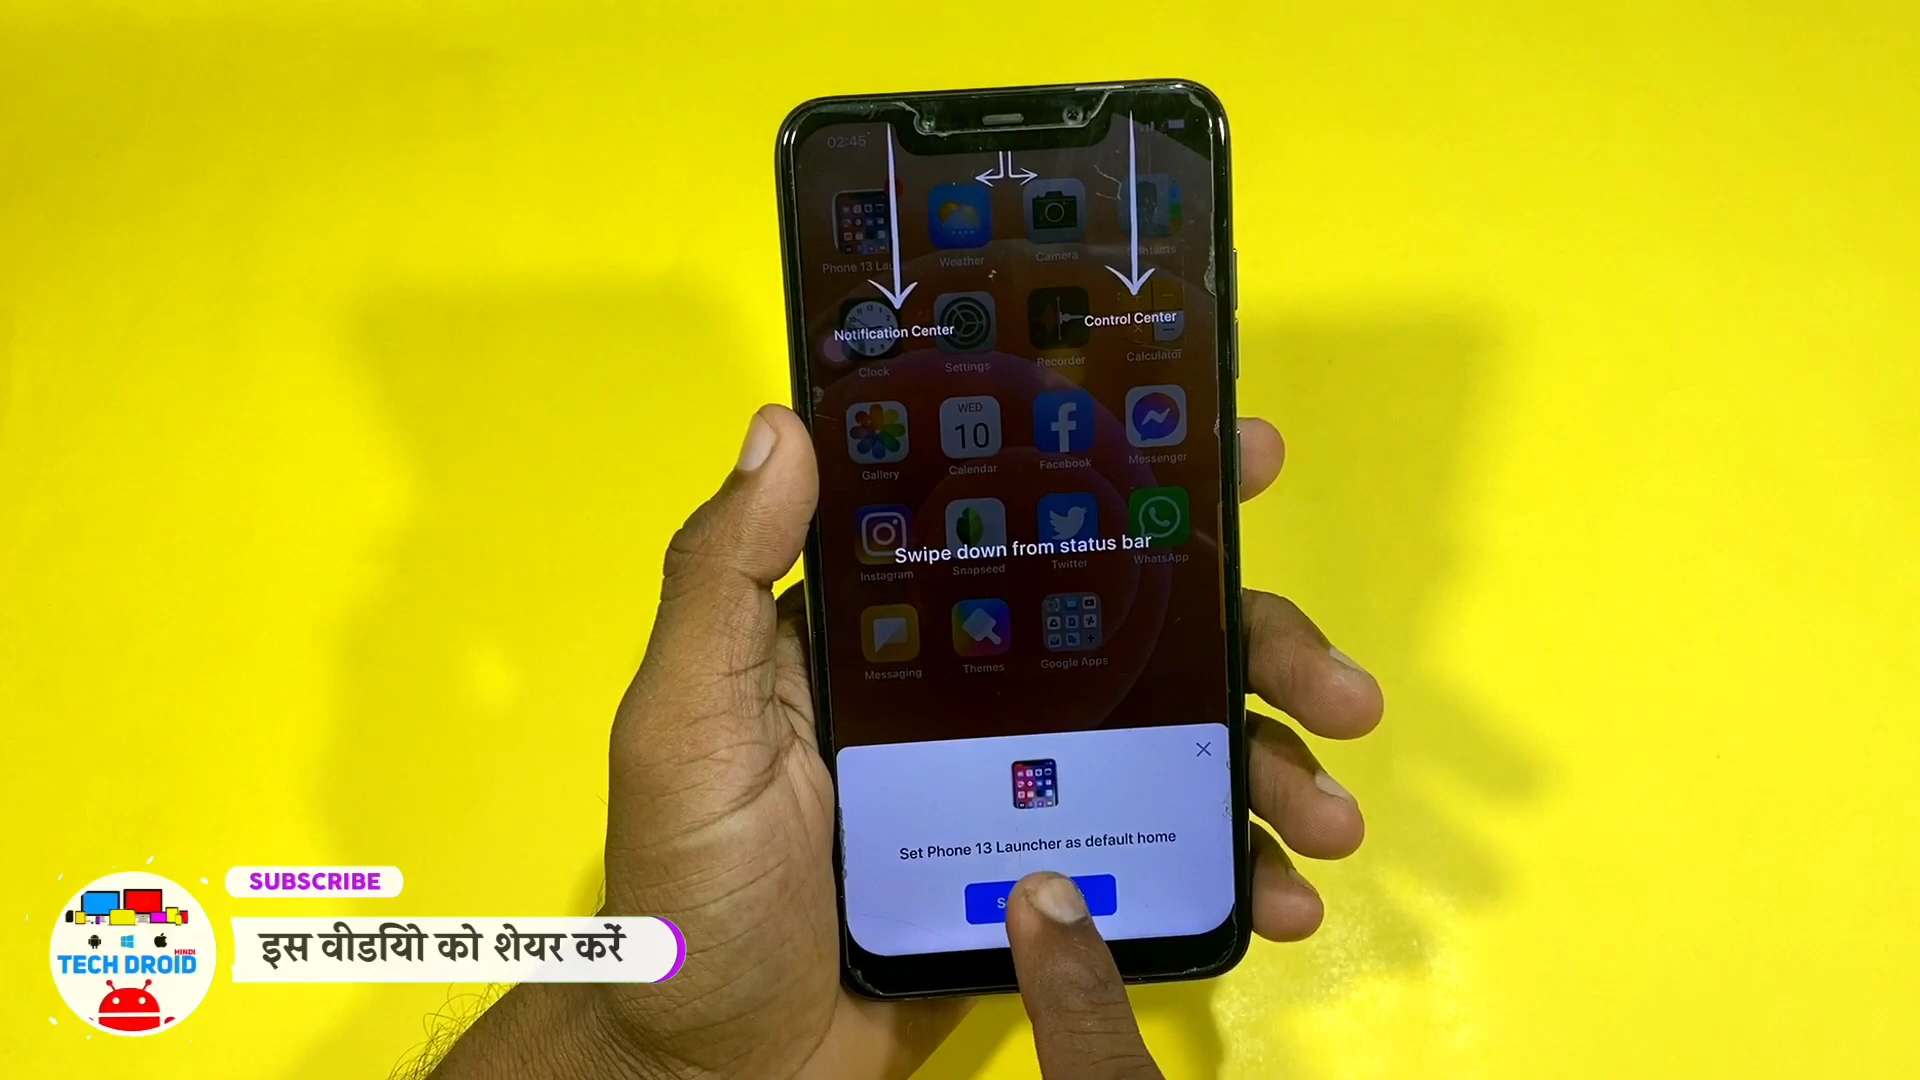 02:45
Phone 13 Lau
Weather
Camera
Contacts
Notification Center
Control Center
Clock
Settings
Recorder
Calculator
WED
10
Gallery
Calendar
Facebook
Messenger
Swipe down from status bar
Instagram
Snapseed
Twitter
WhatsApp
Messaging
Themes
Google Apps
Set Phone 13 Launcher as default home
SUBSCRIBE
इस वीडियो को शेयर करें
HINDI
TECH DROID